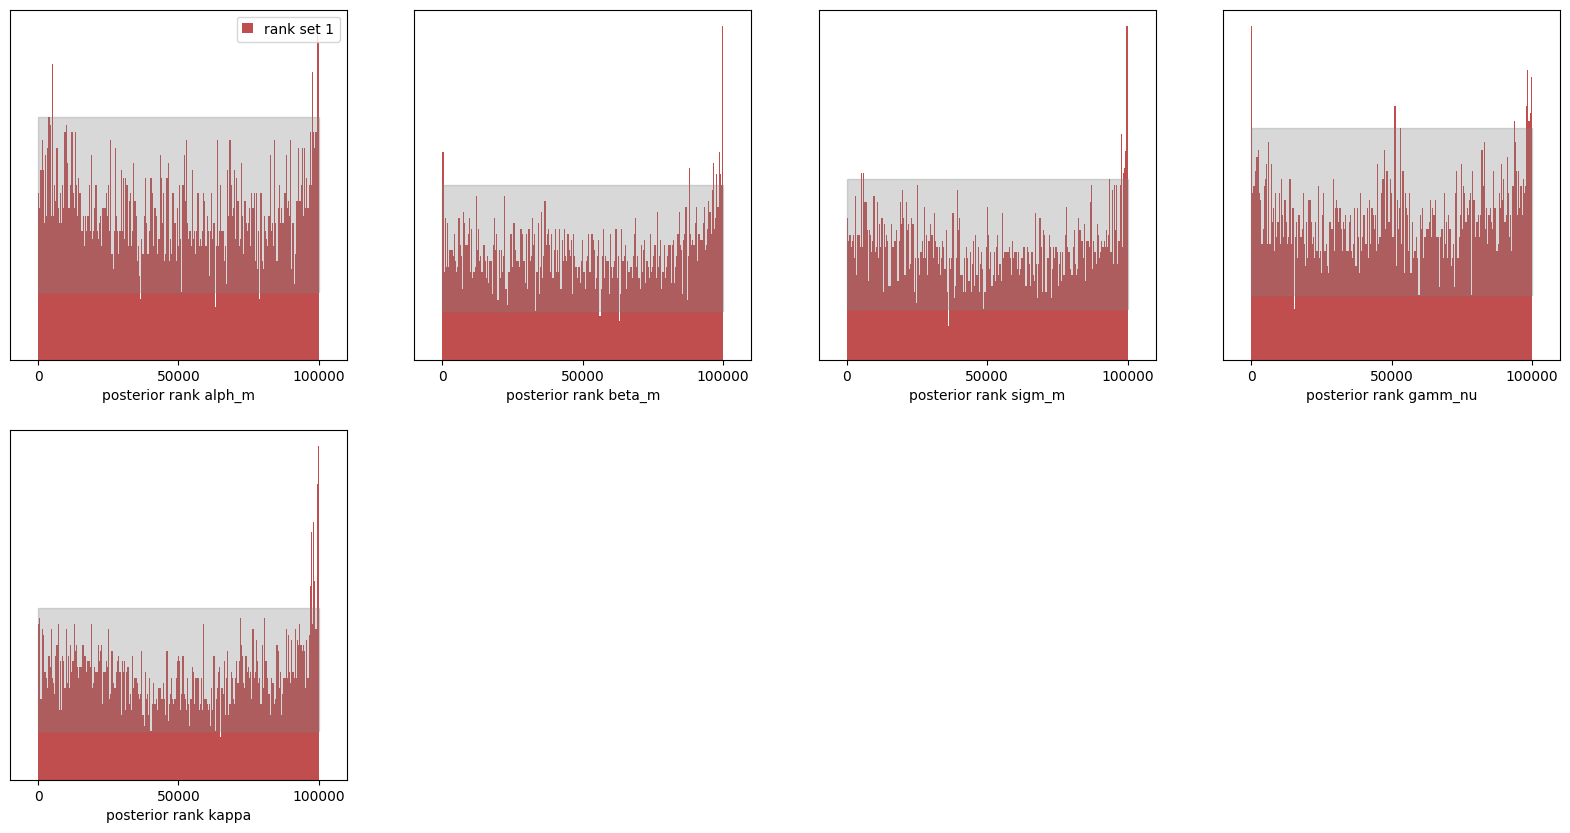 rank set 1
0 50000 100000
posterior rank alph_m
0 50000 100000
posterior rank beta_m
0 50000 100000
posterior rank sigm_m
0 50000 100000
posterior rank gamm_nu
0 50000 100000
posterior rank kappa